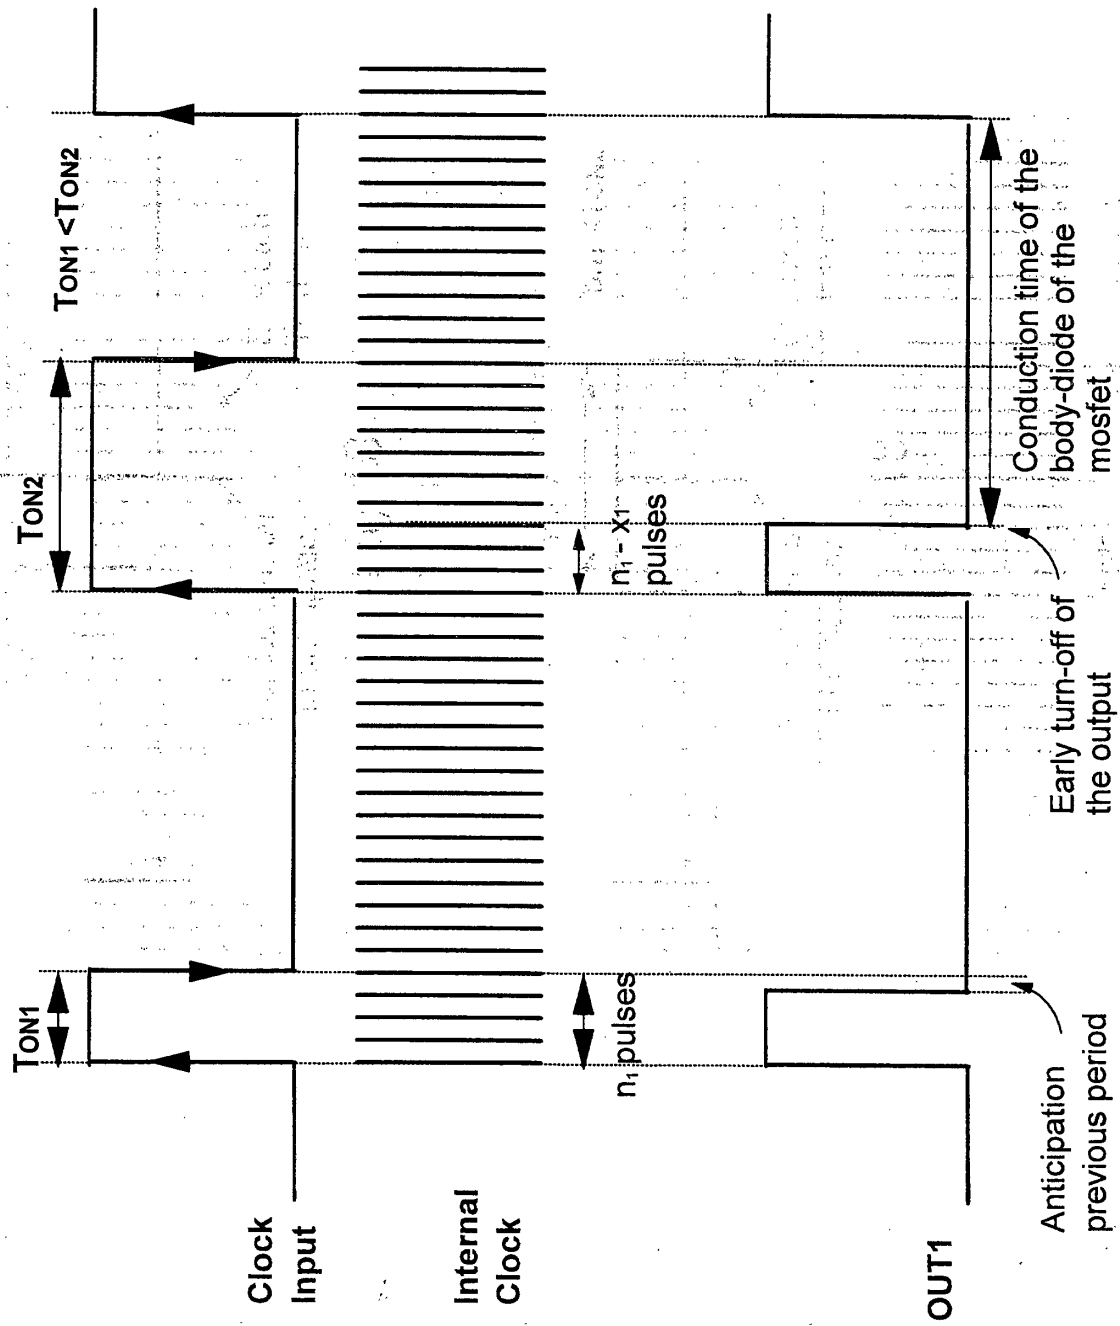 TON1
TON2
TON1 <TON2
Clock
Input
Internal
Clock
n₁ pulses
n₁ - x₁
pulses
OUT1
Anticipation
previous period
Early turn-off of
the output
Conduction time of the
body-diode of the
mosfet